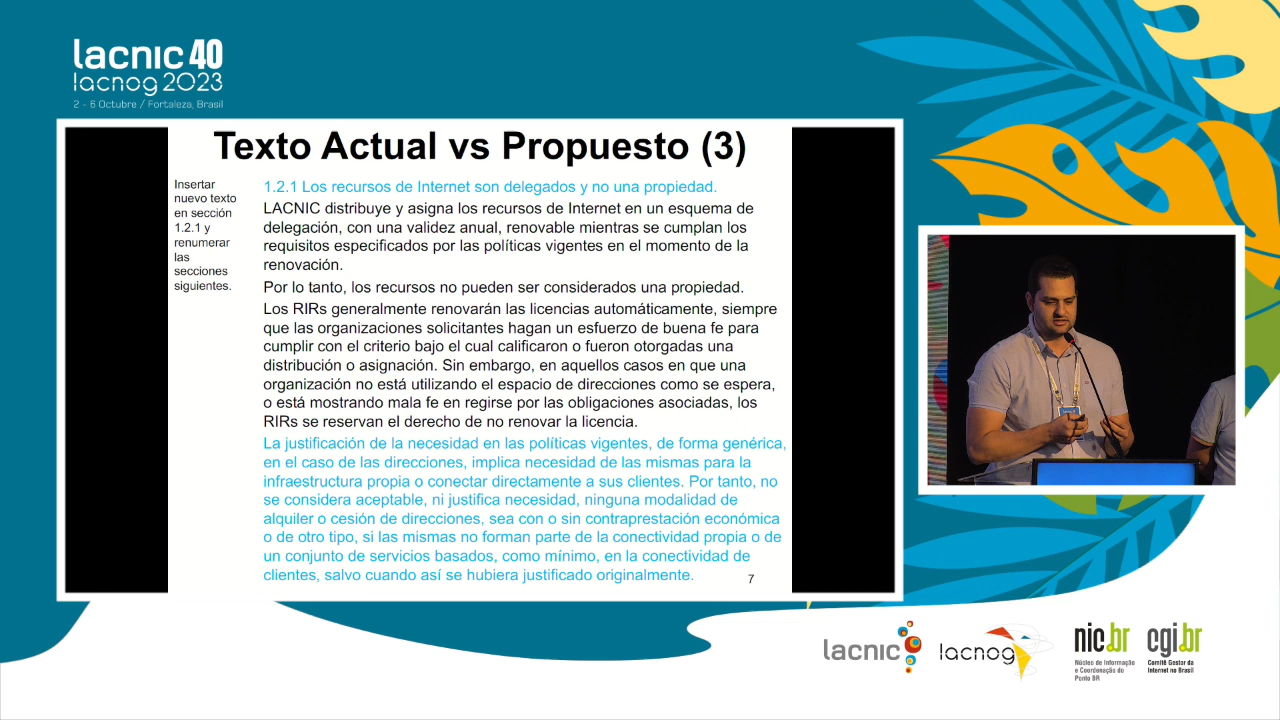 lacnic 40
lacnog 2023
2 - 6 Octubre / Fortaleza, Brasil
Texto Actual vs Propuesto (3)
Insertar
nuevo texto
en sección
1.2.1 y
renumerar
las
secciones
siguientes.
1.2.1 Los recursos de Internet son delegados y no una propiedad.
LACNIC distribuye y asigna los recursos de Internet en un esquema de
delegación, con una validez anual, renovable mientras se cumplan los
requisitos especificados por las políticas vigentes en el momento de la
renovación.
Por lo tanto, los recursos no pueden ser considerados una propiedad.
Los RIRs generalmente renovarán las licencias automáticamente, siempre
que las organizaciones solicitantes hagan un esfuerzo de buena fe para
cumplir con el criterio bajo el cual calificaron o fueron otorgadas una
distribución o asignación. Sin embargo, en aquellos casos en que una
organización no está utilizando el espacio de direcciones como se espera,
o está mostrando mala fe en regirse por las obligaciones asociadas, los
RIRs se reservan el derecho de no renovar la licencia.
La justificación de la necesidad en las políticas vigentes, de forma genérica,
en el caso de las direcciones, implica necesidad de las mismas para la
infraestructura propia o conectar directamente a sus clientes. Por tanto, no
se considera aceptable, ni justifica necesidad, ninguna modalidad de
alquiler o cesión de direcciones, sea con o sin contraprestación económica
o de otro tipo, si las mismas no forman parte de la conectividad propia o de
un conjunto de servicios basados, como mínimo, en la conectividad de
clientes, salvo cuando así se hubiera justificado originalmente.
7
lacnic
lacnog
nic.br
Núcleo de Informação
e Coordenação do
Ponto BR
cgi.br
Comitê Gestor da
Internet no Brasil